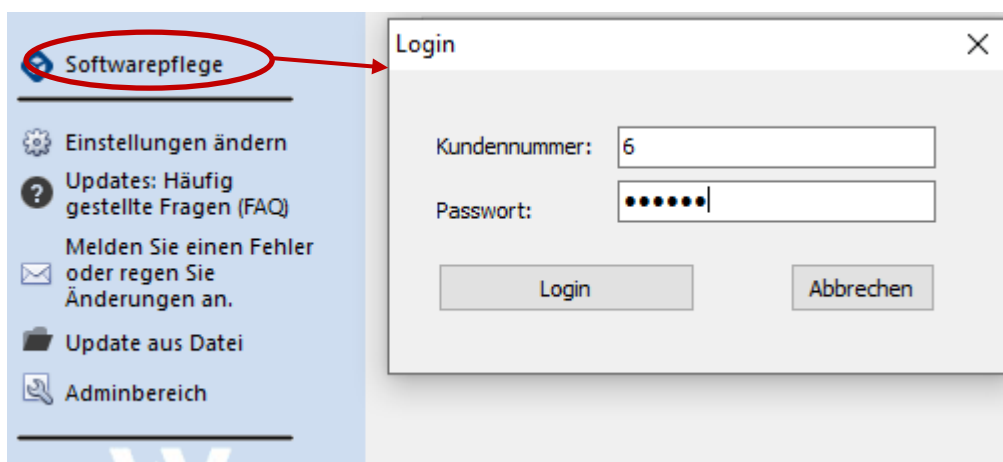 Softwarepflege
Einstellungen ändern
Updates: Häufig
gestellte Fragen (FAQ)
Melden Sie einen Fehler
oder regen Sie
Änderungen an.
Update aus Datei
Adminbereich
Login
Kundennummer: 6
Passwort: ••••••
Login Abbrechen